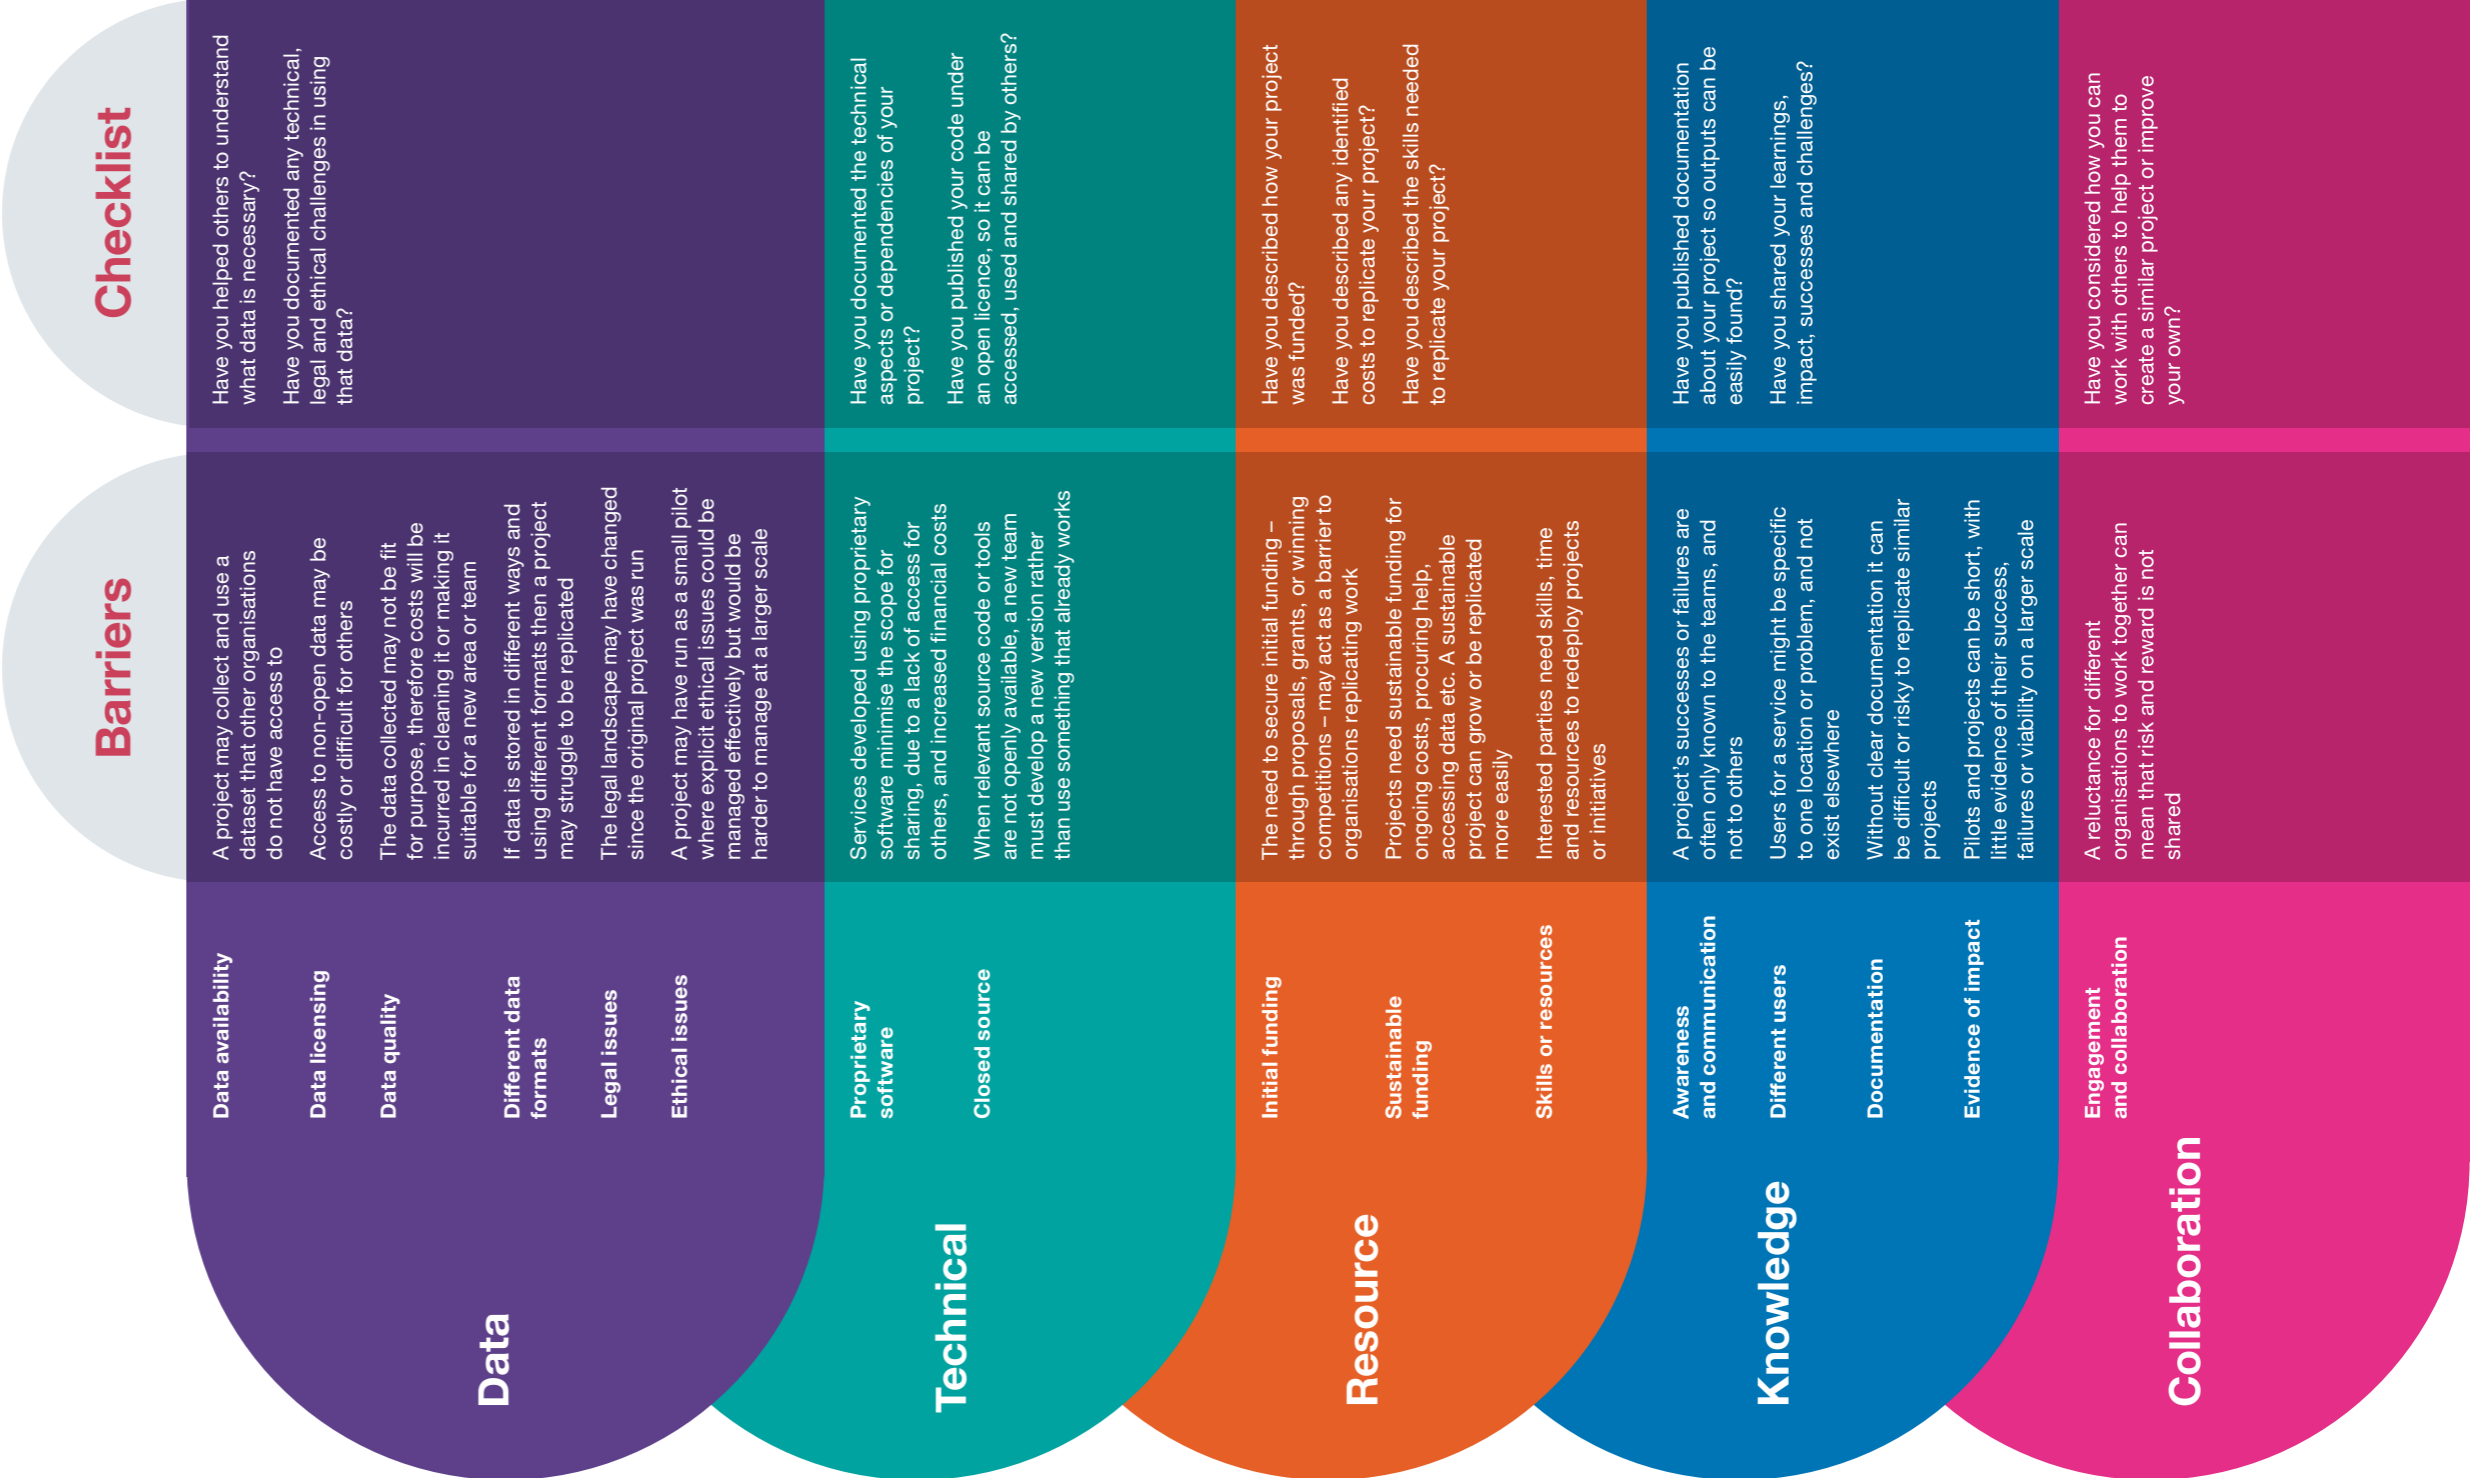 Barriers
Checklist
Data
Data availability
A project may collect and use a
dataset that other organisations
do not have access to
Data licensing
Access to non-open data may be
costly or difficult for others
Data quality
The data collected may not be fit
for purpose, therefore costs will be
incurred in cleaning it or making it
suitable for a new area or team
Different data
formats
If data is stored in different ways and
using different formats then a project
may struggle to be replicated
Legal issues
The legal landscape may have changed
since the original project was run
Ethical issues
A project may have run as a small pilot
where explicit ethical issues could be
managed effectively but would be
harder to manage at a larger scale
Have you helped others to understand
what data is necessary?
Have you documented any technical,
legal and ethical challenges in using
that data?
Technical
Proprietary
software
Services developed using proprietary
software minimise the scope for
sharing, due to a lack of access for
others, and increased financial costs
Closed source
When relevant source code or tools
are not openly available, a new team
must develop a new version rather
than use something that already works
Have you documented the technical
aspects or dependencies of your
project?
Have you published your code under
an open licence, so it can be
accessed, used and shared by others?
Resource
Initial funding
The need to secure initial funding –
through proposals, grants, or winning
competitions – may act as a barrier to
organisations replicating work
Sustainable
funding
Projects need sustainable funding for
ongoing costs, procuring help,
accessing data etc. A sustainable
project can grow or be replicated
more easily
Skills or resources
Interested parties need skills, time
and resources to redeploy projects
or initiatives
Have you described how your project
was funded?
Have you described any identified
costs to replicate your project?
Have you described the skills needed
to replicate your project?
Knowledge
Awareness
and communication
A project's successes or failures are
often only known to the teams, and
not to others
Different users
Users for a service might be specific
to one location or problem, and not
exist elsewhere
Documentation
Without clear documentation it can
be difficult or risky to replicate similar
projects
Evidence of impact
Pilots and projects can be short, with
little evidence of their success,
failures or viability on a larger scale
Have you published documentation
about your project so outputs can be
easily found?
Have you shared your learnings,
impact, successes and challenges?
Collaboration
Engagement
and collaboration
A reluctance for different
organisations to work together can
mean that risk and reward is not
shared
Have you considered how you can
work with others to help them to
create a similar project or improve
your own?